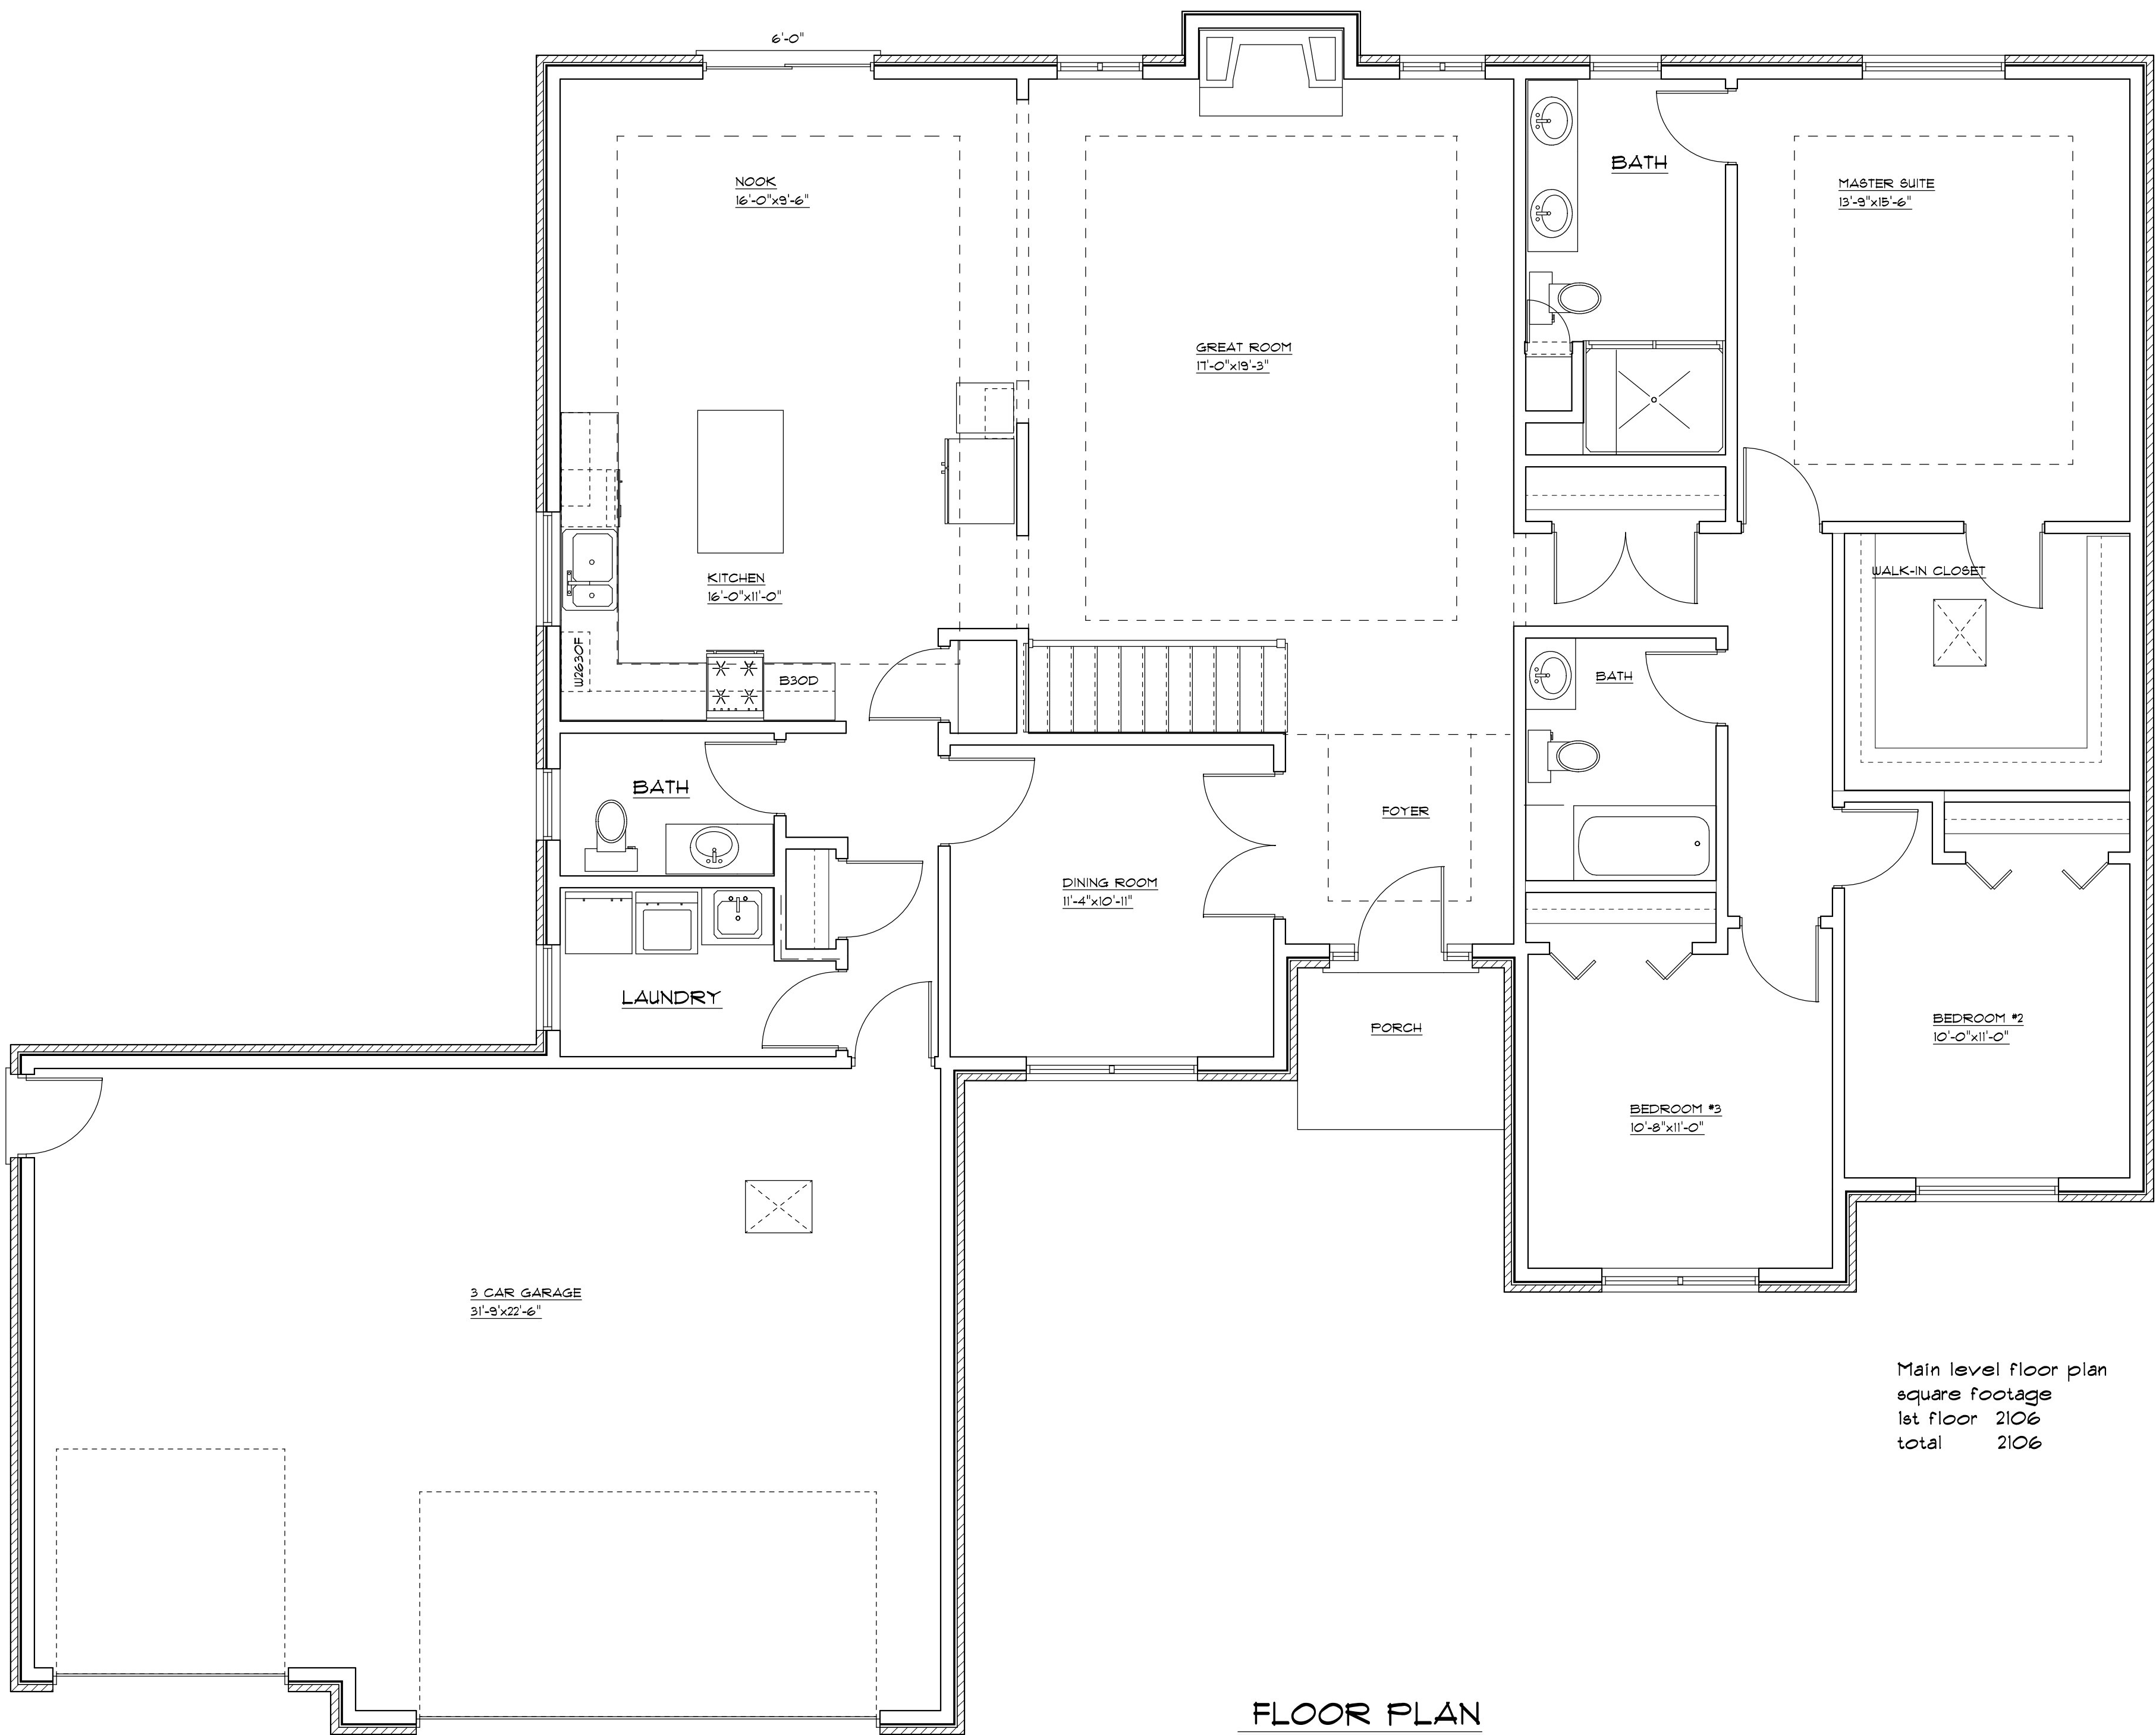 6'-0"
NOOK
16'-0"x9'-6"
BATH
MASTER SUITE
13'-9"x15'-6"
GREAT ROOM
17'-0"x19'-3"
KITCHEN
16'-0"x11'-0"
WALK-IN CLOSET
W2630F
B30D
BATH
BATH
FOYER
DINING ROOM
11'-4"x10'-11"
LAUNDRY
PORCH
BEDROOM #2
10'-0"x11'-0"
BEDROOM #3
10'-8"x11'-0"
3 CAR GARAGE
31'-9"x22'-6"
Main level floor plan
square footage
1st floor 2106
total 2106
FLOOR PLAN